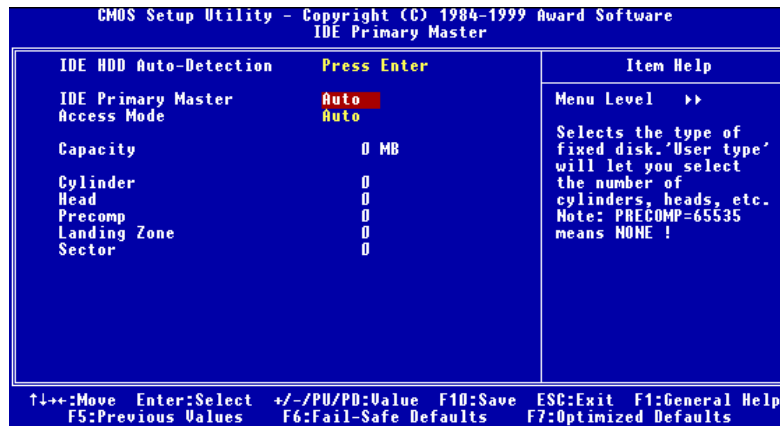 CMOS Setup Utility - Copyright (C) 1984-1999 Award Software
IDE Primary Master
IDE HDD Auto-Detection Press Enter
IDE Primary Master Auto
Access Mode Auto
Capacity 0 MB
Cylinder 0
Head 0
Precomp 0
Landing Zone 0
Sector 0
Item Help
Menu Level ▸▸
Selects the type of
fixed disk.'User type'
will let you select
the number of
cylinders, heads, etc.
Note: PRECOMP=65535
means NONE !
↑↓→←:Move Enter:Select +/-/PU/PD:Value F10:Save ESC:Exit F1:General Help
F5:Previous Values F6:Fail-Safe Defaults F7:Optimized Defaults